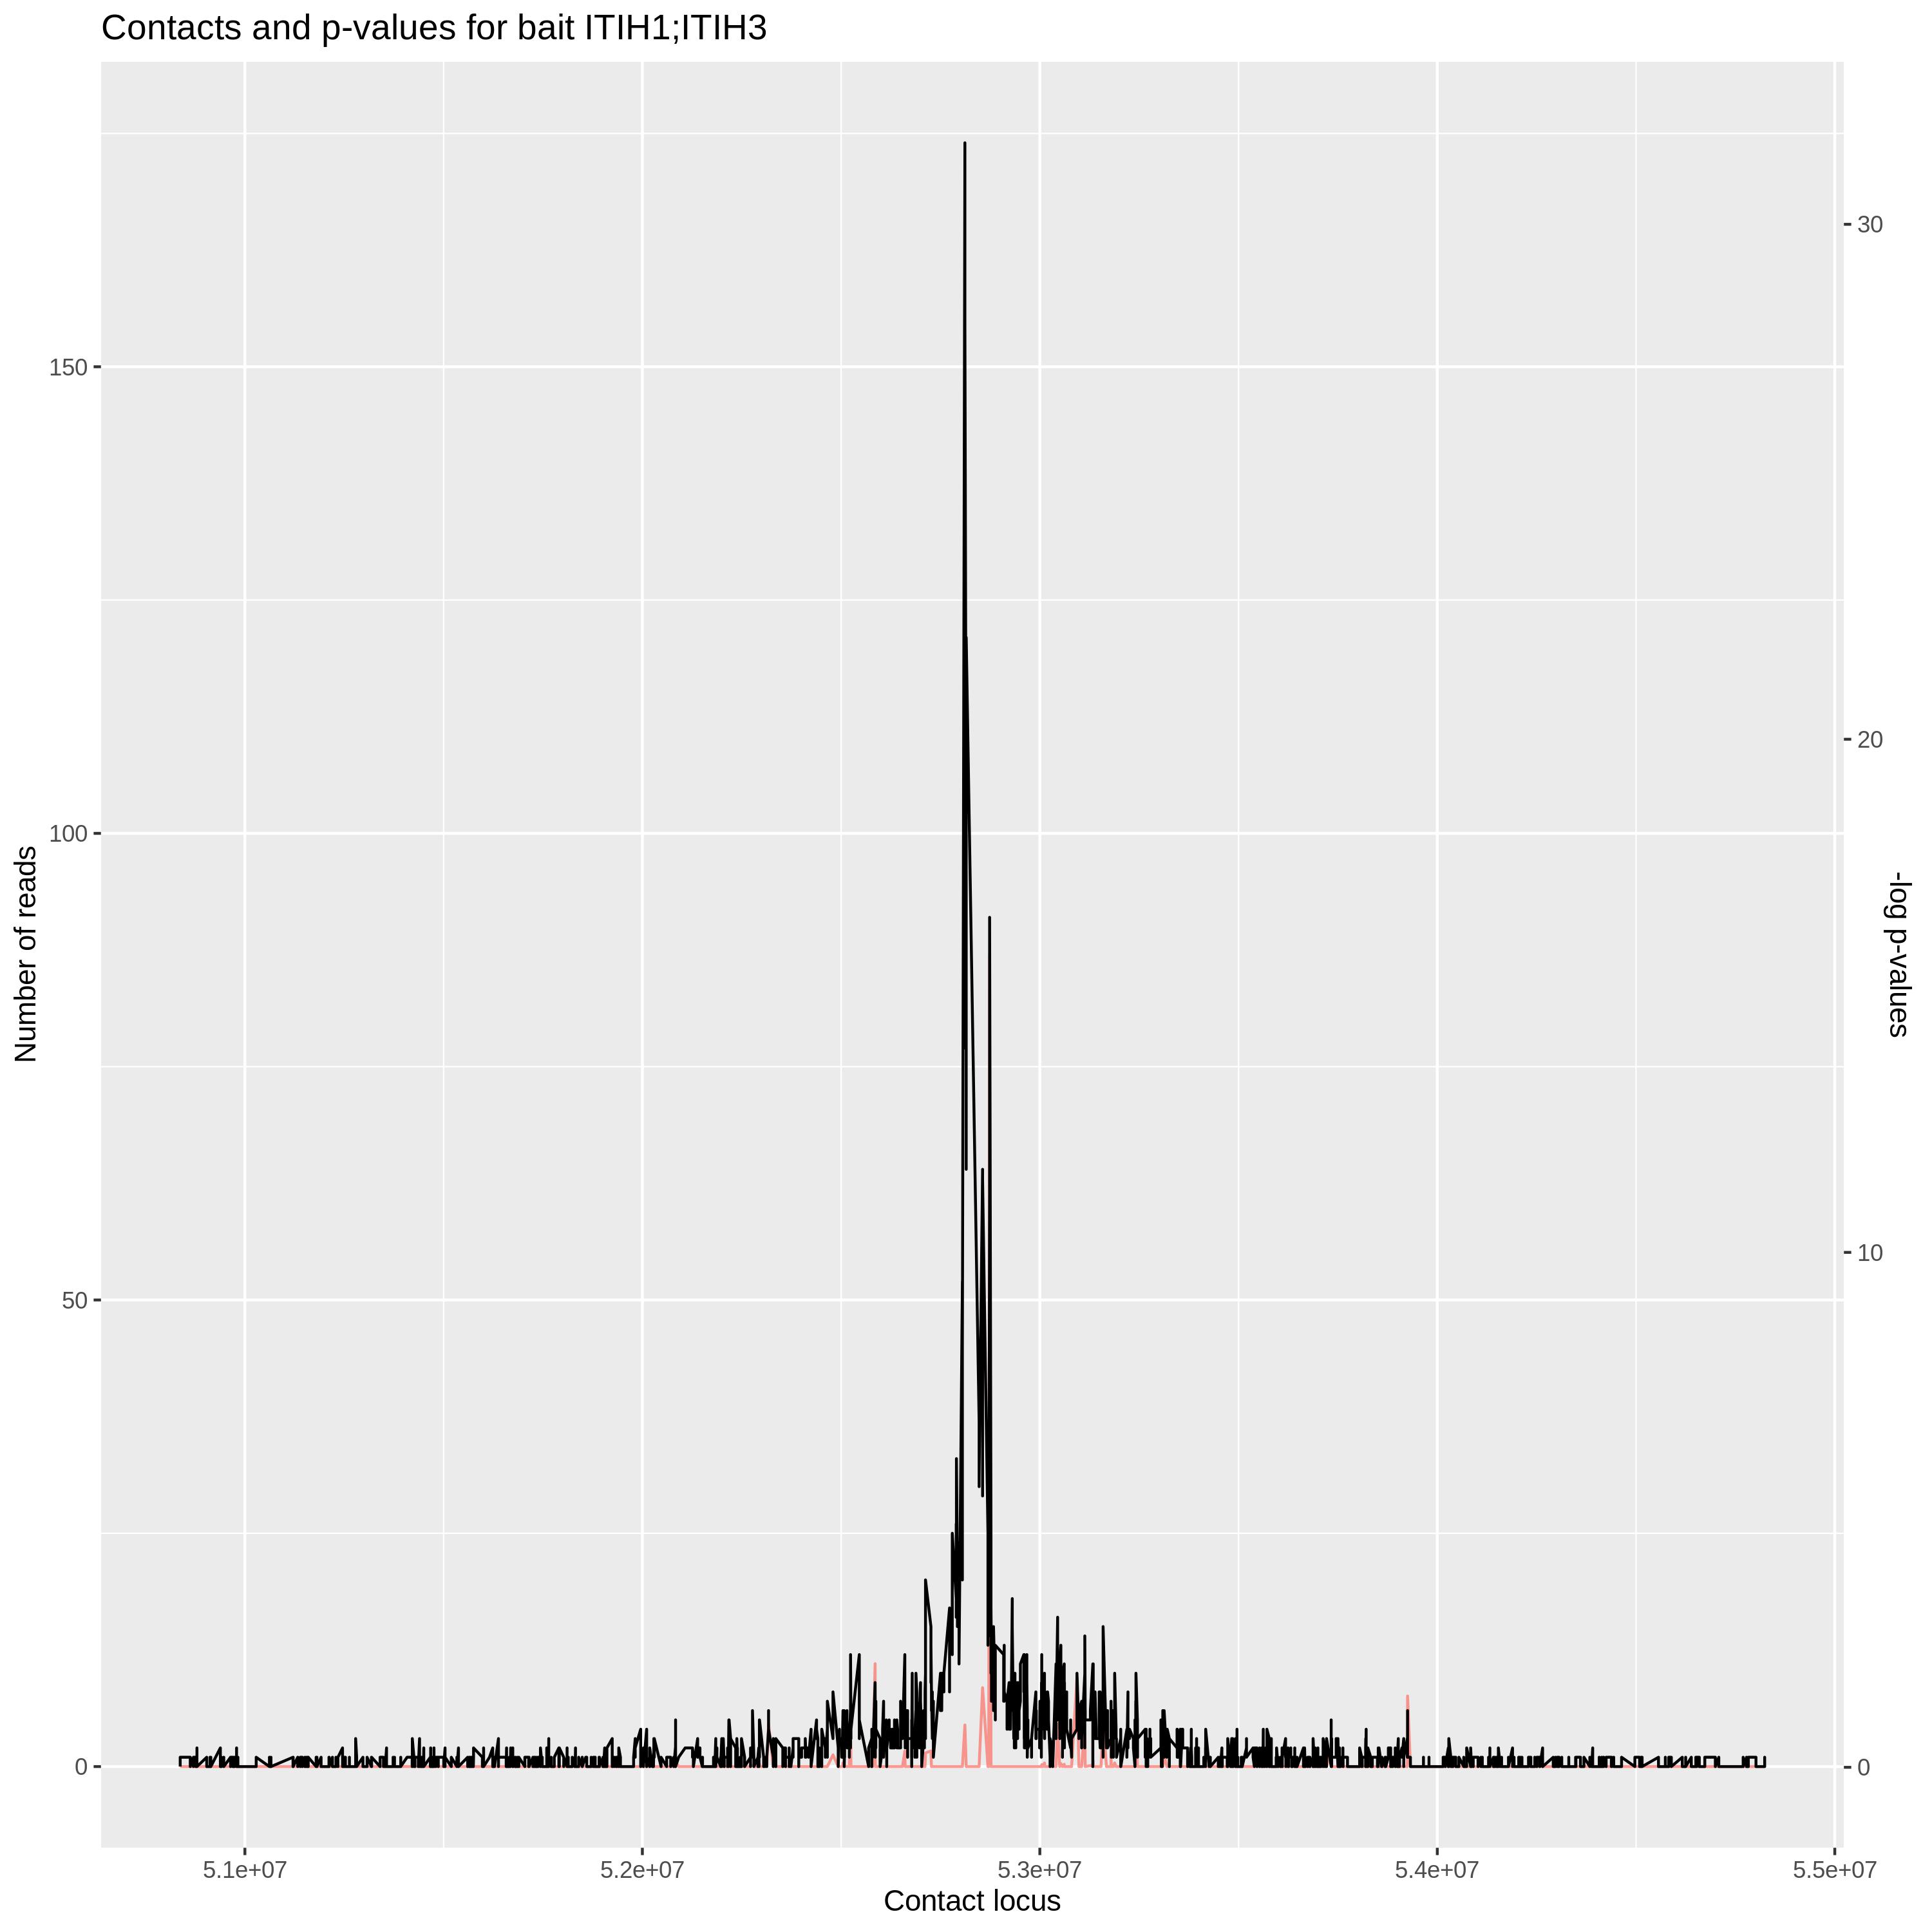 Contacts and p-values for bait ITIH1;ITIH3
150
100
50
0
Number of reads
30
20
10
0
-log p-values
5.1e+07
5.2e+07
5.3e+07
5.4e+07
5.5e+07
Contact locus